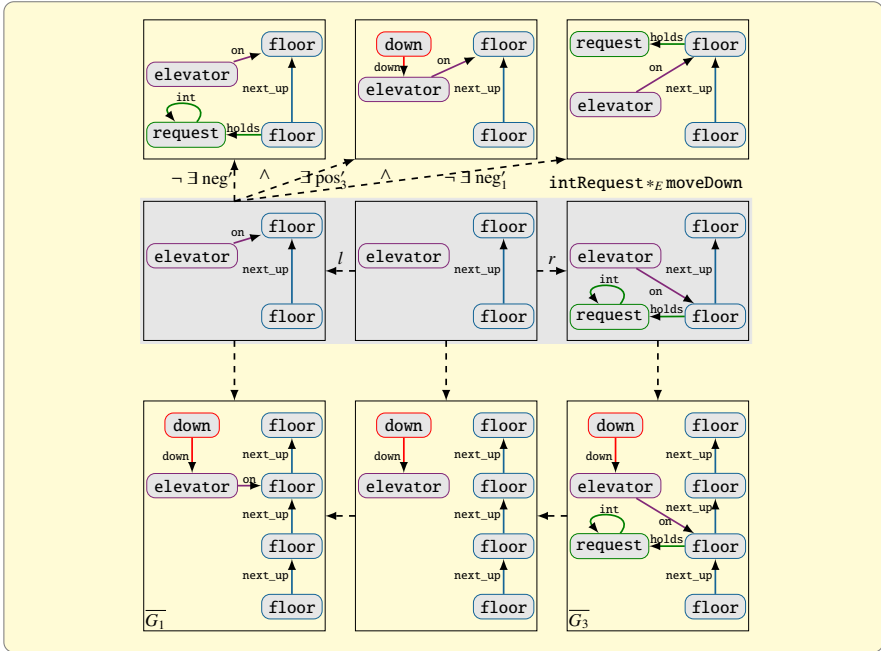 floor down floor request holds floor
on down on on
elevator elevator next_up next_up next_up
int elevator
request holds floor floor floor
¬ ∃ neg′ ∧ ∃ pos′₃ ∧ ¬ ∃ neg′₁ intRequest *E moveDown
floor floor floor
on
elevator l elevator r elevator
next_up next_up next_up
int on
floor floor request holds floor
down floor down floor down floor
down next_up down next_up down next_up
elevator on floor elevator floor elevator floor
next_up next_up int next_up
on
floor floor request holds floor
next_up next_up next_up
G₁ floor floor G₃ floor